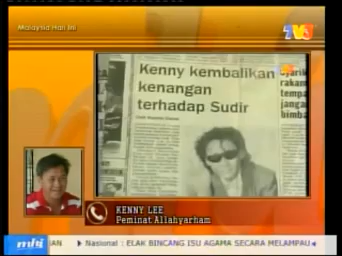 Malaysia Hari Ini
TV3
Kenny kembalikan
kenangan
terhadap Sudir
KENNY LEE
Peminat Allahyarham
mhi
IAN
Nasional : ELAK BINCANG ISU AGAMA SECARA MELAMPAU